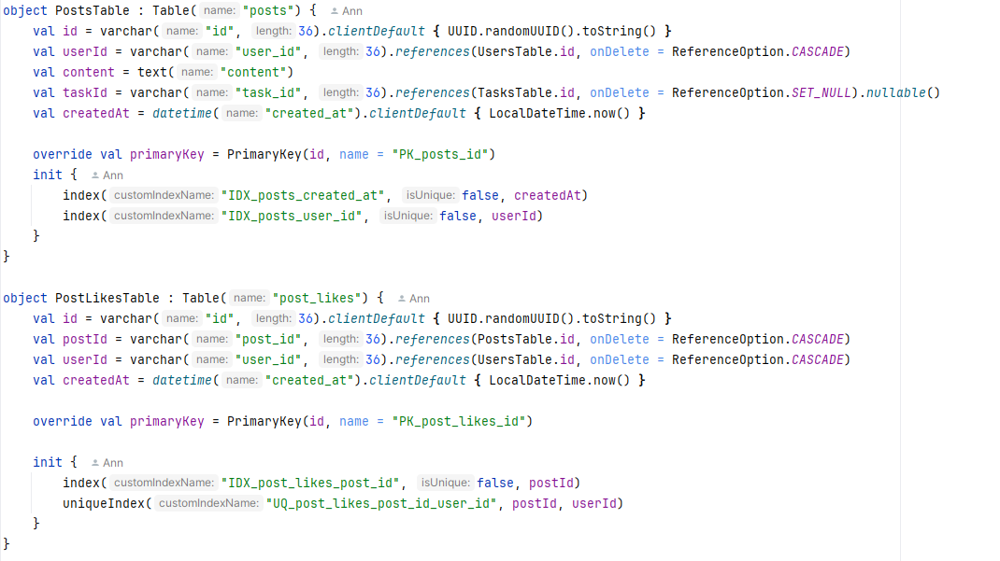 object PostsTable : Table( name: "posts") { Ann
    val id = varchar( name: "id", length: 36).clientDefault { UUID.randomUUID().toString() }
    val userId = varchar( name: "user_id", length: 36).references(UsersTable.id, onDelete = ReferenceOption.CASCADE)
    val content = text( name: "content")
    val taskId = varchar( name: "task_id", length: 36).references(TasksTable.id, onDelete = ReferenceOption.SET_NULL).nullable()
    val createdAt = datetime( name: "created_at").clientDefault { LocalDateTime.now() }
    override val primaryKey = PrimaryKey(id, name = "PK_posts_id")
    init { Ann
        index( customIndexName: "IDX_posts_created_at", isUnique: false, createdAt)
        index( customIndexName: "IDX_posts_user_id", isUnique: false, userId)
    }
}
object PostLikesTable : Table( name: "post_likes") { Ann
    val id = varchar( name: "id", length: 36).clientDefault { UUID.randomUUID().toString() }
    val postId = varchar( name: "post_id", length: 36).references(PostsTable.id, onDelete = ReferenceOption.CASCADE)
    val userId = varchar( name: "user_id", length: 36).references(UsersTable.id, onDelete = ReferenceOption.CASCADE)
    val createdAt = datetime( name: "created_at").clientDefault { LocalDateTime.now() }
    override val primaryKey = PrimaryKey(id, name = "PK_post_likes_id")
    init { Ann
        index( customIndexName: "IDX_post_likes_post_id", isUnique: false, postId)
        uniqueIndex( customIndexName: "UQ_post_likes_post_id_user_id", postId, userId)
    }
}